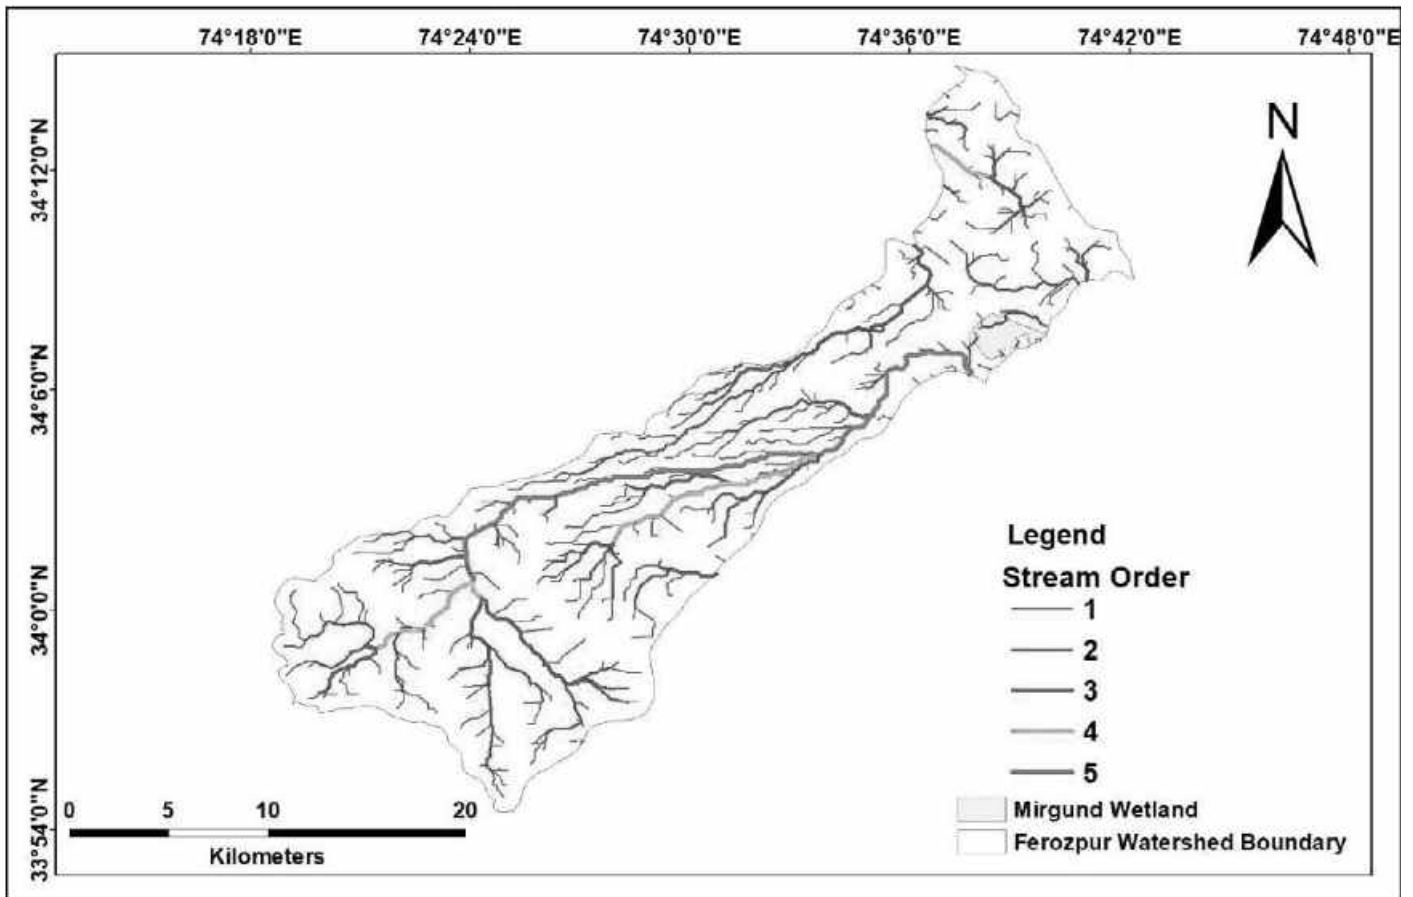 74°18'0"E 74°24'0"E 74°30'0"E 74°36'0"E 74°42'0"E 74°48'0"E
34°12'0"N
34°6'0"N
34°0'0"N
33°54'0"N
N
Legend
Stream Order
1
2
3
4
5
Mirgund Wetland
Ferozpur Watershed Boundary
0 5 10 20
Kilometers